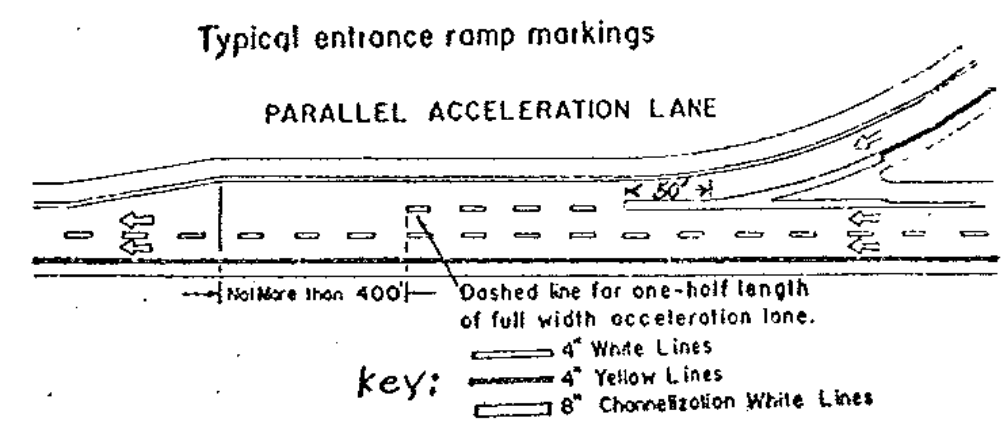 Typical entrance ramp markings
PARALLEL ACCELERATION LANE
50'
Not More than 400'
Dashed line for one-half length
of full width acceleration lane.
key:
4" White Lines
4" Yellow Lines
8" Channelization White Lines